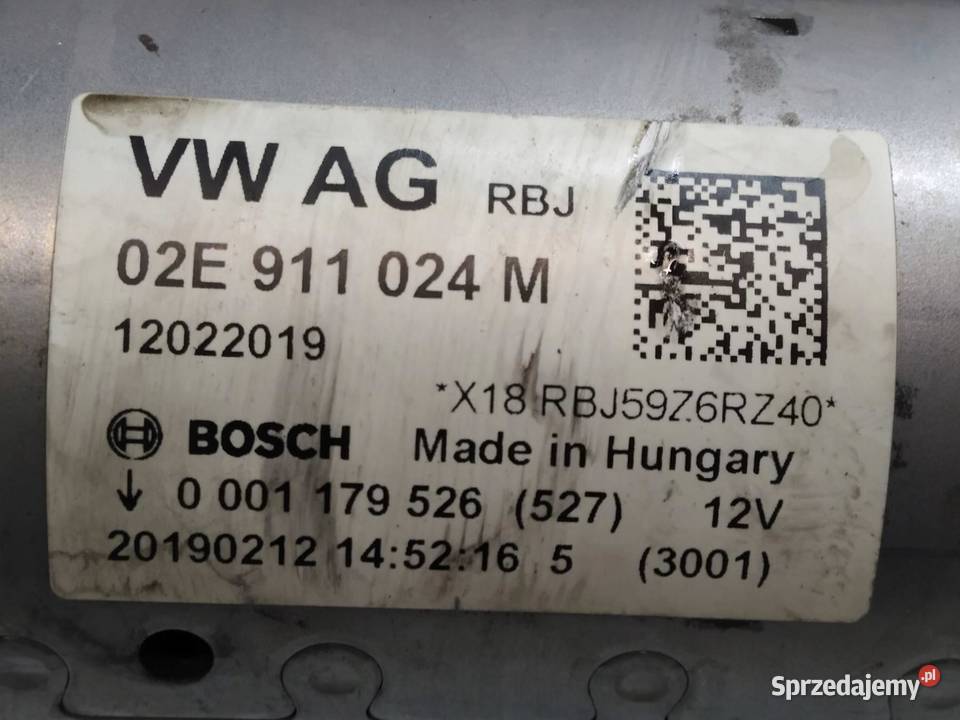 VW AG RBJ
02E 911 024 M
12022019
*X18 RBJ59Z6RZ40*
BOSCH Made in Hungary
↓ 0 001 179 526 (527) 12V
20190212 14:52:16 5 (3001)
Sprzedajemy.pl